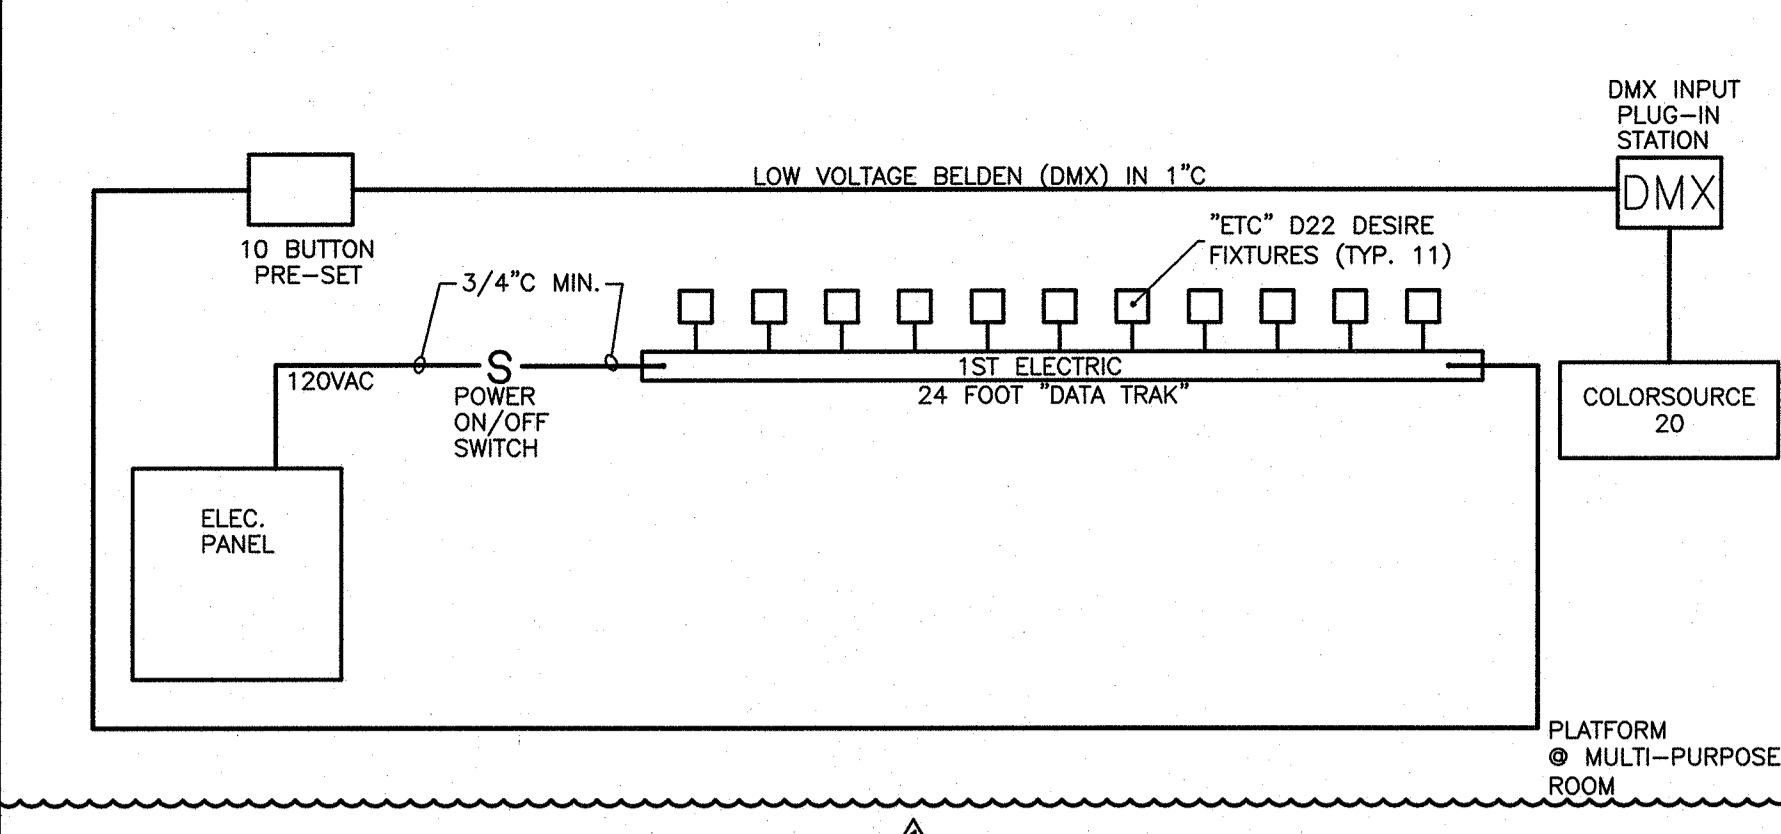 DMX INPUT
PLUG-IN
STATION
LOW VOLTAGE BELDEN (DMX) IN 1"C
DMX
"ETC" D22 DESIRE
FIXTURES (TYP. 11)
10 BUTTON
PRE-SET
3/4"C MIN.
120VAC
S
POWER
ON/OFF
SWITCH
1ST ELECTRIC
24 FOOT "DATA TRAK"
COLORSOURCE
20
ELEC.
PANEL
PLATFORM
@ MULTI-PURPOSE
ROOM